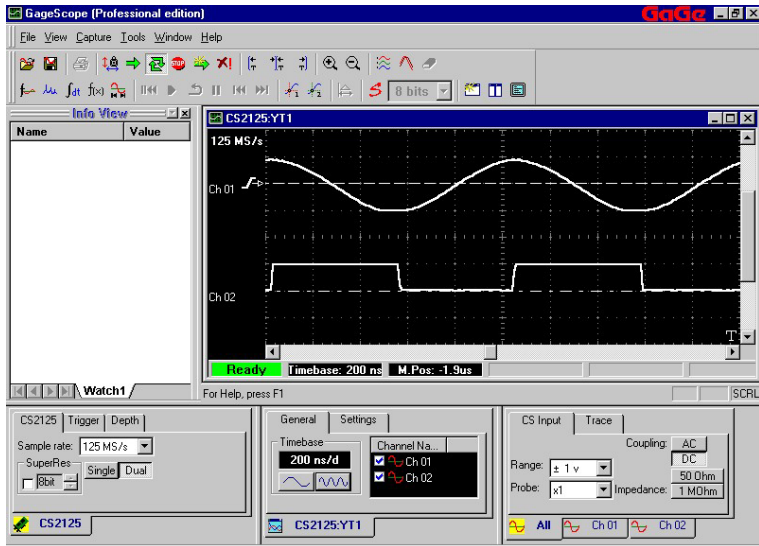 GageScope (Professional edition)
GaGe
File View Capture Tools Window Help
8 bits
Info View
Name Value
CS2125:YT1
125 MS/s
Ch 01
Ch 02
T
Ready Timebase: 200 ns M.Pos: -1.9us
Watch1
For Help, press F1
SCRL
CS2125 Trigger Depth
Sample rate: 125 MS/s
SuperRes
8bit
Single Dual
CS2125
General Settings
Timebase
200 ns/d
Channel Na...
Ch 01
Ch 02
CS2125:YT1
CS Input Trace
Coupling: AC
DC
Range: ± 1 v
50 Ohm
Probe: x1 Impedance: 1 MOhm
All Ch 01 Ch 02